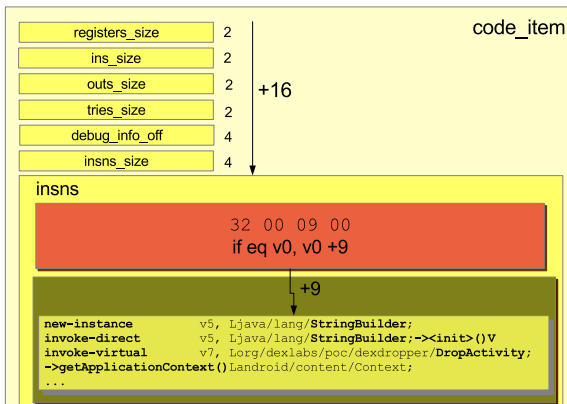 code_item
registers_size 2
ins_size 2
outs_size 2
tries_size 2
debug_info_off 4
insns_size 4
+16
insns
32 00 09 00
if eq v0, v0 +9
+9
new-instance v5, Ljava/lang/StringBuilder;
invoke-direct v5, Ljava/lang/StringBuilder;-><init>()V
invoke-virtual v7, Lorg/dexlabs/poc/dexdropper/DropActivity;
->getApplicationContext()Landroid/content/Context;
...